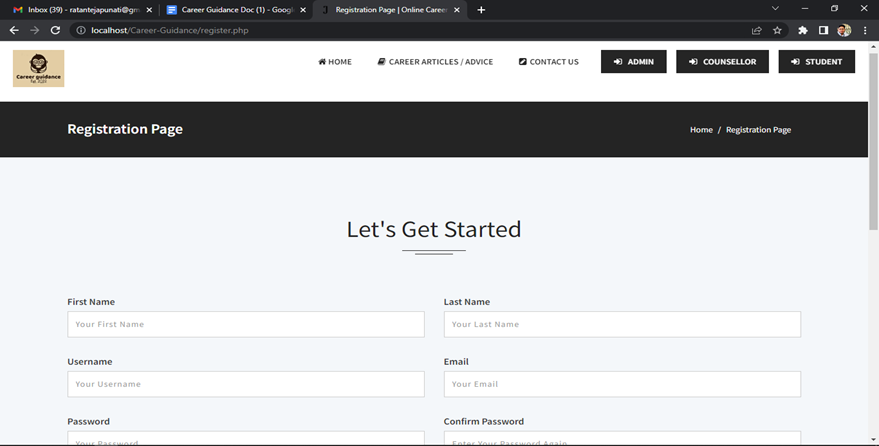 Inbox (39) - ratantejapunati@gm
Career Guidance Doc (1) - Googl
Registration Page | Online Career
localhost/Career-Guidance/register.php
Career guidance
HOME
CAREER ARTICLES / ADVICE
CONTACT US
ADMIN
COUNSELLOR
STUDENT
Registration Page
Home / Registration Page
Let's Get Started
First Name
Last Name
Your First Name
Your Last Name
Username
Email
Your Username
Your Email
Password
Confirm Password
Your Password
Enter Your Password Again